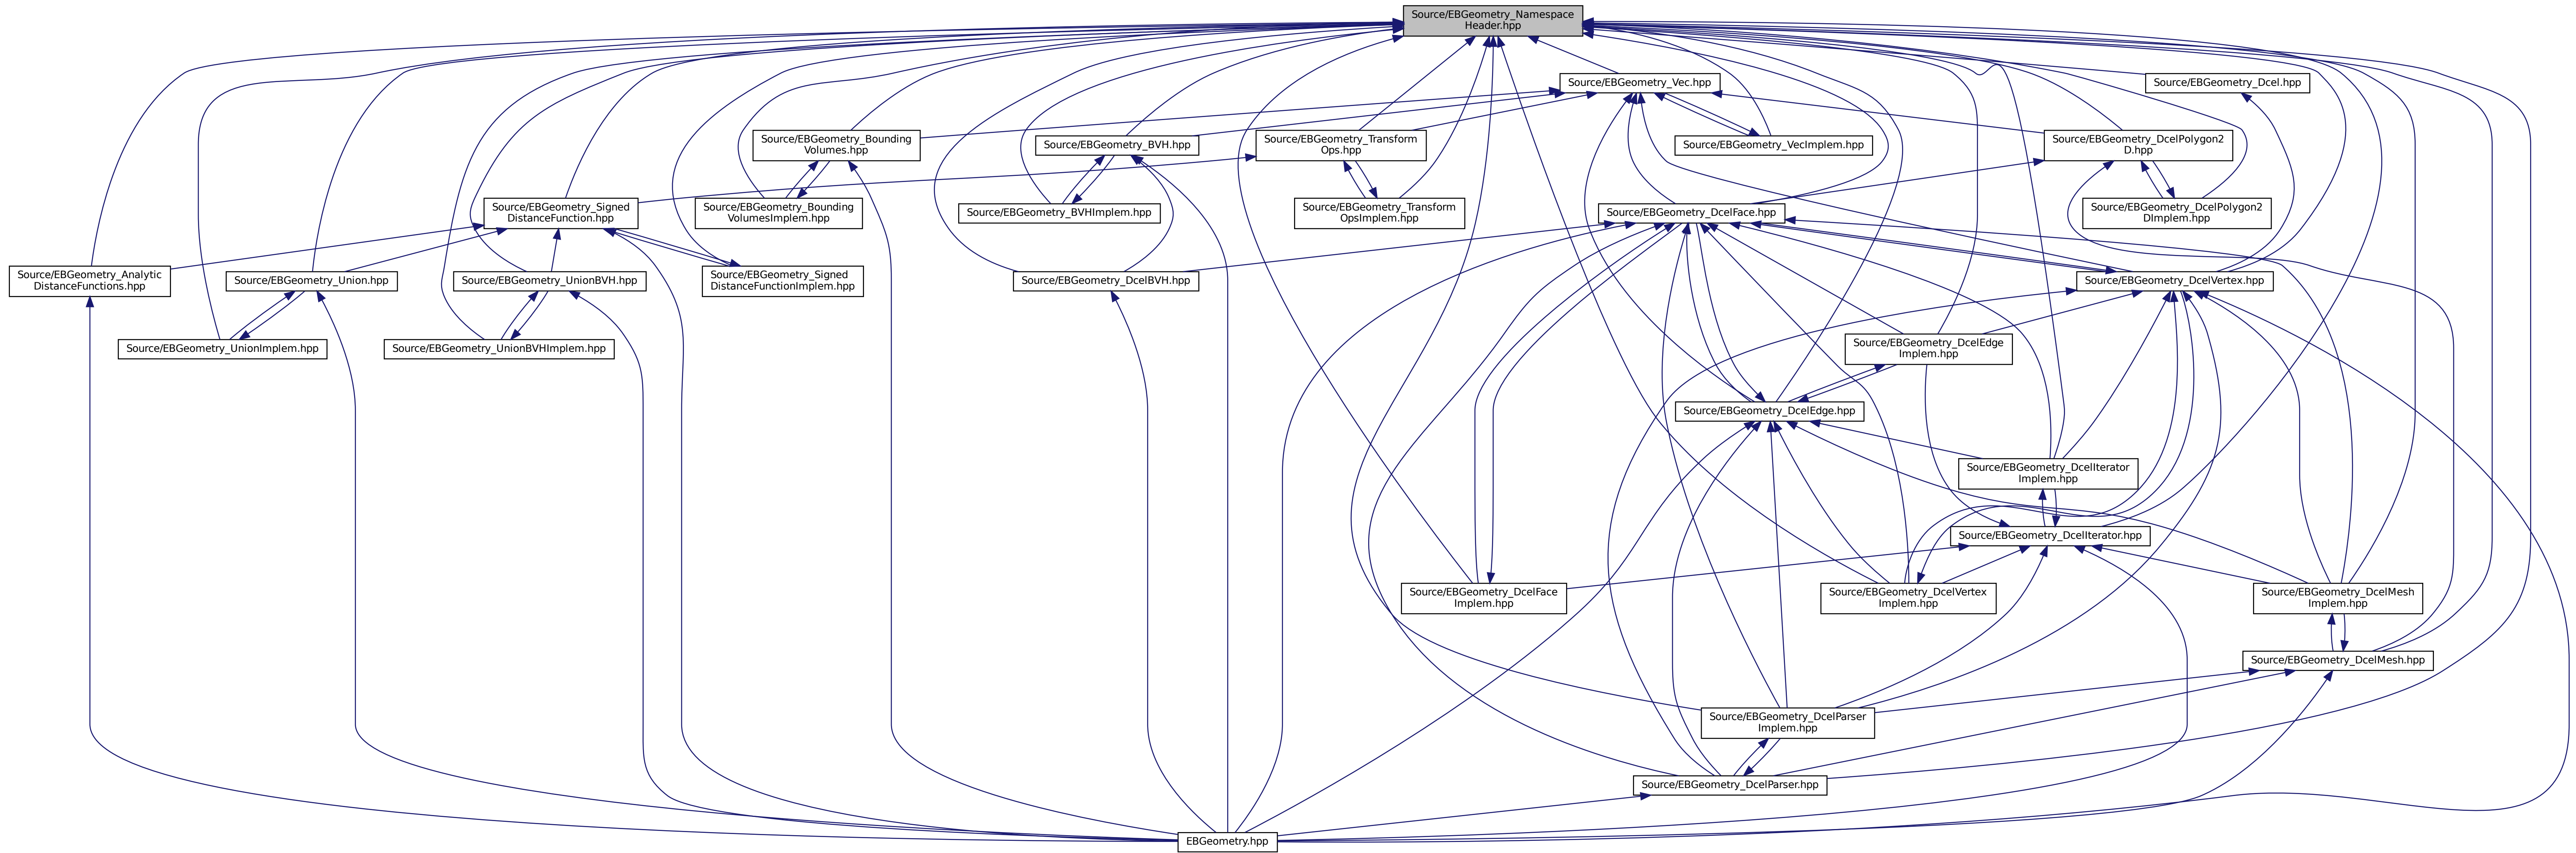 Source/EBGeometry_Namespace
Header.hpp
Source/EBGeometry_Vec.hpp
Source/EBGeometry_Dcel.hpp
Source/EBGeometry_Bounding
Volumes.hpp
Source/EBGeometry_BVH.hpp
Source/EBGeometry_Transform
Ops.hpp
Source/EBGeometry_VecImplem.hpp
Source/EBGeometry_DcelPolygon2
D.hpp
Source/EBGeometry_Signed
DistanceFunction.hpp
Source/EBGeometry_Bounding
VolumesImplem.hpp
Source/EBGeometry_BVHImplem.hpp
Source/EBGeometry_Transform
OpsImplem.hpp
Source/EBGeometry_DcelFace.hpp
Source/EBGeometry_DcelPolygon2
DImplem.hpp
Source/EBGeometry_Analytic
DistanceFunctions.hpp
Source/EBGeometry_Union.hpp
Source/EBGeometry_UnionBVH.hpp
Source/EBGeometry_Signed
DistanceFunctionImplem.hpp
Source/EBGeometry_DcelBVH.hpp
Source/EBGeometry_DcelVertex.hpp
Source/EBGeometry_UnionImplem.hpp
Source/EBGeometry_UnionBVHImplem.hpp
Source/EBGeometry_DcelEdge
Implem.hpp
Source/EBGeometry_DcelEdge.hpp
Source/EBGeometry_DcelIterator
Implem.hpp
Source/EBGeometry_DcelIterator.hpp
Source/EBGeometry_DcelFace
Implem.hpp
Source/EBGeometry_DcelVertex
Implem.hpp
Source/EBGeometry_DcelMesh
Implem.hpp
Source/EBGeometry_DcelMesh.hpp
Source/EBGeometry_DcelParser
Implem.hpp
Source/EBGeometry_DcelParser.hpp
EBGeometry.hpp